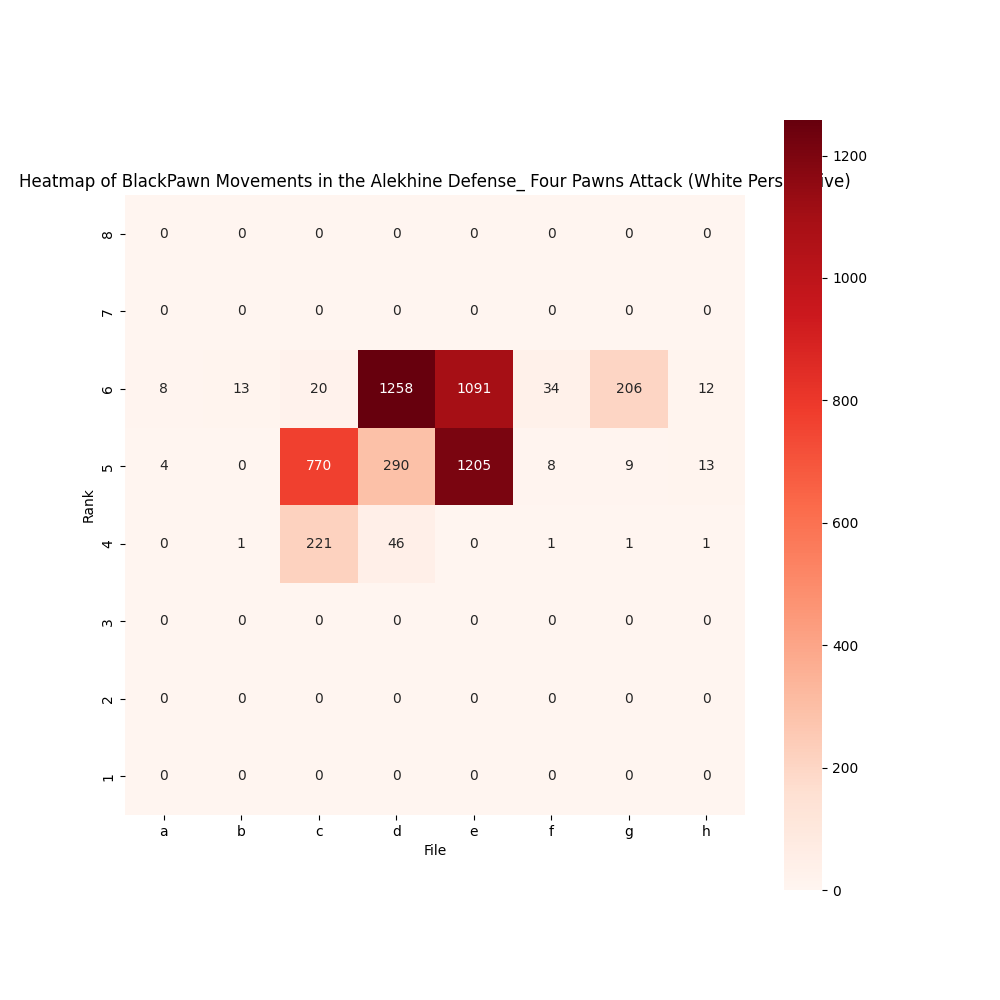 Heatmap of BlackPawn Movements in the Alekhine Defense_ Four Pawns Attack (White Pers ive)
1200
1000
800
600
400
200
0
8 0 0 0 0 0 0 0 0
7 0 0 0 0 0 0 0 0
6 8 13 20 1258 1091 34 206 12
5 4 0 770 290 1205 8 9 13
4 0 1 221 46 0 1 1 1
3 0 0 0 0 0 0 0 0
2 0 0 0 0 0 0 0 0
1 0 0 0 0 0 0 0 0
Rank
a b c d e f g h
File